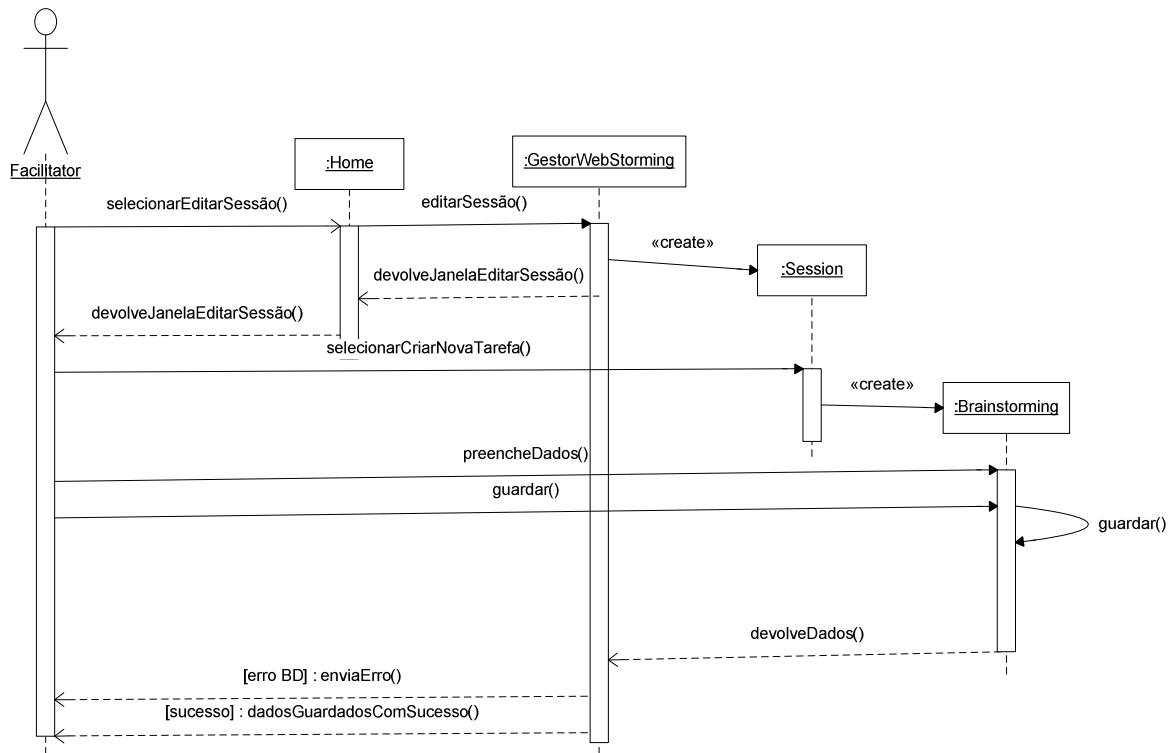 :Home
:GestorWebStorming
Facilitator
selecionarEditarSessão()
editarSessão()
«create»
:Session
devolveJanelaEditarSessão()
devolveJanelaEditarSessão()
selecionarCriarNovaTarefa()
«create»
:Brainstorming
preencheDados()
guardar()
guardar()
devolveDados()
[erro BD] : enviaErro()
[sucesso] : dadosGuardadosComSucesso()